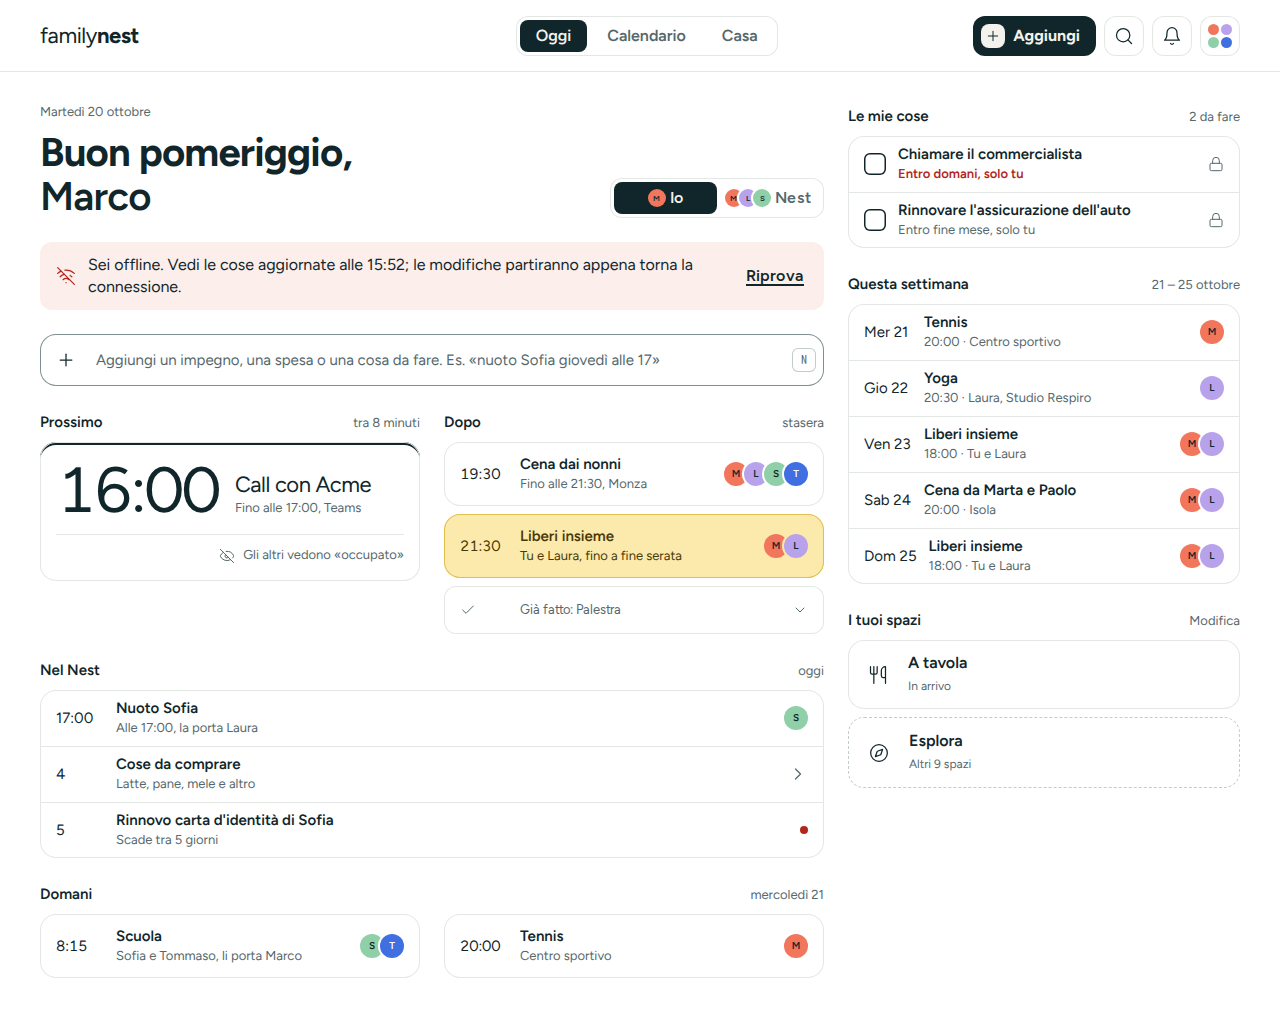 familynest
Oggi
Calendario
Casa
Aggiungi
Martedì 20 ottobre
Buon pomeriggio,
Marco
M Io
M L S Nest
Sei offline. Vedi le cose aggiornate alle 15:52; le modifiche partiranno appena torna la
connessione.
Riprova
Aggiungi un impegno, una spesa o una cosa da fare. Es. «nuoto Sofia giovedì alle 17»
N
Prossimo
tra 8 minuti
16:00
Call con Acme
Fino alle 17:00, Teams
Gli altri vedono «occupato»
Dopo
stasera
19:30
Cena dai nonni
Fino alle 21:30, Monza
M L S T
21:30
Liberi insieme
Tu e Laura, fino a fine serata
M L
Già fatto: Palestra
Nel Nest
oggi
17:00
Nuoto Sofia
Alle 17:00, la porta Laura
S
4
Cose da comprare
Latte, pane, mele e altro
5
Rinnovo carta d'identità di Sofia
Scade tra 5 giorni
Domani
mercoledì 21
8:15
Scuola
Sofia e Tommaso, li porta Marco
S T
20:00
Tennis
Centro sportivo
M
Le mie cose
2 da fare
Chiamare il commercialista
Entro domani, solo tu
Rinnovare l'assicurazione dell'auto
Entro fine mese, solo tu
Questa settimana
21 – 25 ottobre
Mer 21
Tennis
20:00 · Centro sportivo
M
Gio 22
Yoga
20:30 · Laura, Studio Respiro
L
Ven 23
Liberi insieme
18:00 · Tu e Laura
M L
Sab 24
Cena da Marta e Paolo
20:00 · Isola
M L
Dom 25
Liberi insieme
18:00 · Tu e Laura
M L
I tuoi spazi
Modifica
A tavola
In arrivo
Esplora
Altri 9 spazi